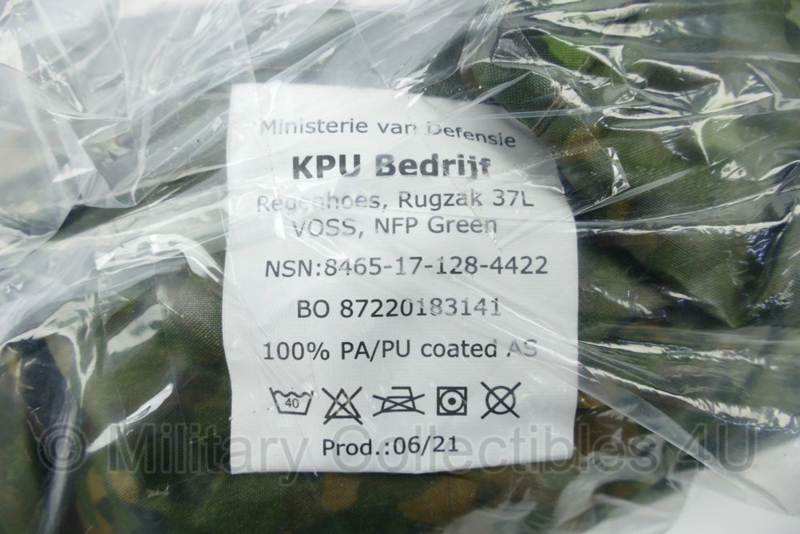 Ministerie van Defensie
KPU Bedrijf
Regenhoes, Rugzak 37L
VOSS, NFP Green
NSN:8465-17-128-4422
BO 87220183141
100% PA/PU coated AS
40
Prod.:06/21
© Military Collectibles 4U